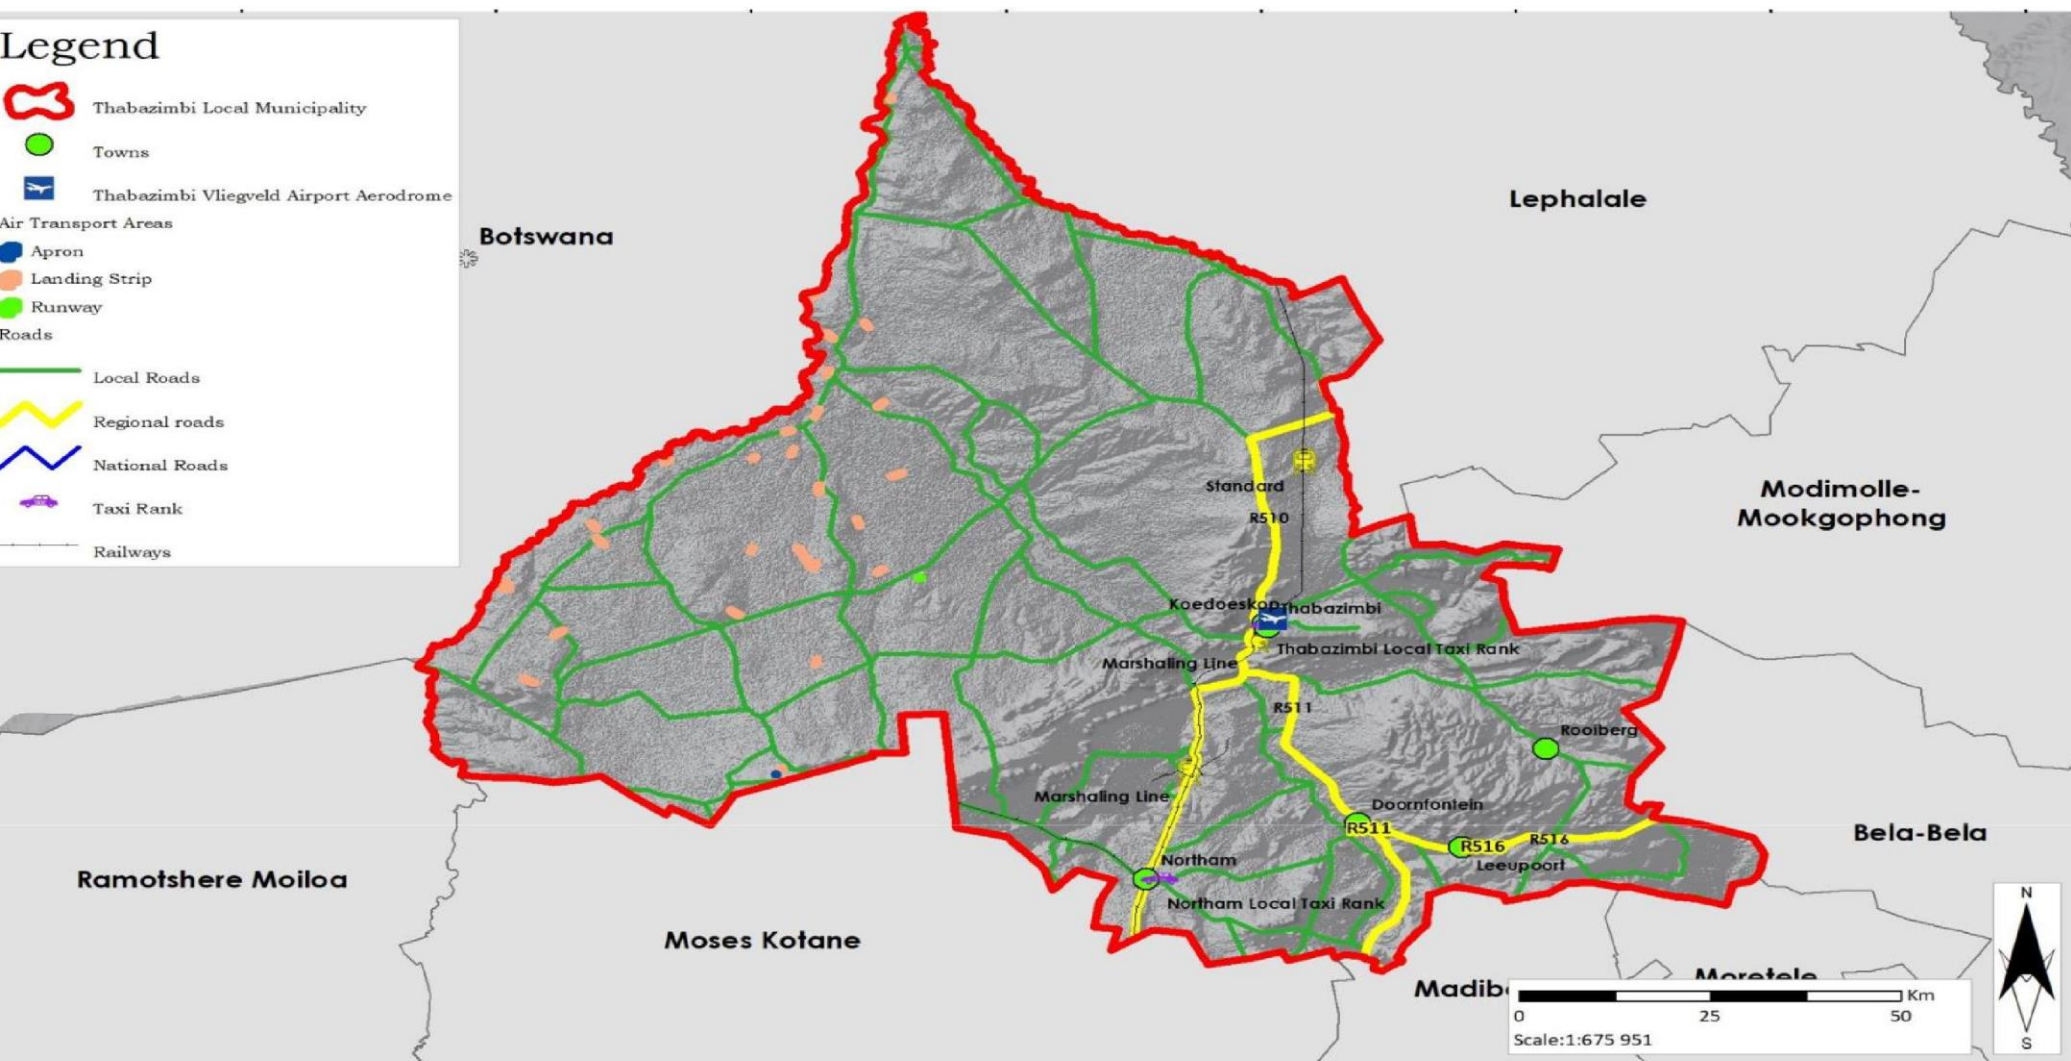 Legend
Thabazimbi Local Municipality
Towns
Thabazimbi Vliegveld Airport Aerodrome
Air Transport Areas
Apron
Landing Strip
Runway
Roads
Local Roads
Regional roads
National Roads
Taxi Rank
Railways
Botswana
Lephalale
Modimolle-
Mookgophong
Standard
R510
Koedoeskop
Thabazimbi
Thabazimbi Local Taxi Rank
Marshaling Line
R511
Rooiberg
Marshaling Line
Doornfontein
R511
R516
R516
Leeupoort
Northam
Northam Local Taxi Rank
Bela-Bela
Ramotshere Moiloa
Moses Kotane
Madib
Moretele
N
S
Km
0 25 50
Scale:1:675 951